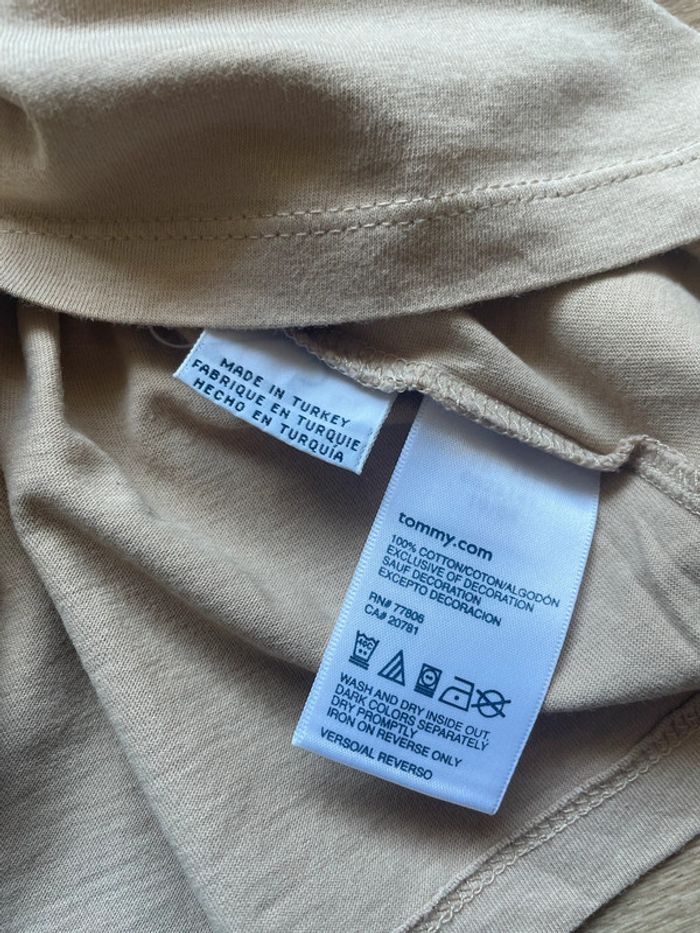 MADE IN TURKEY
FABRIQUE EN TURQUIE
HECHO EN TURQUÍA
tommy.com
100% COTTON/COTON/ALGODÓN
EXCLUSIVE OF DECORATION
SAUF DECORATION
EXCEPTO DECORACION
RN# 77806
CA# 20781
40C
WASH AND DRY INSIDE OUT,
DARK COLORS SEPARATELY
DRY PROMPTLY
IRON ON REVERSE ONLY
VERSO/AL REVERSO